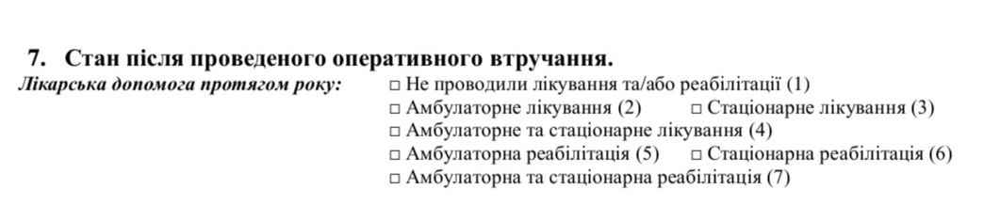 7. Стан після проведеного оперативного втручання.
Лікарська допомога протягом року: □ Не проводили лікування та/або реабілітації (1)
□ Амбулаторне лікування (2) □ Стаціонарне лікування (3)
□ Амбулаторне та стаціонарне лікування (4)
□ Амбулаторна реабілітація (5) □ Стаціонарна реабілітація (6)
□ Амбулаторна та стаціонарна реабілітація (7)